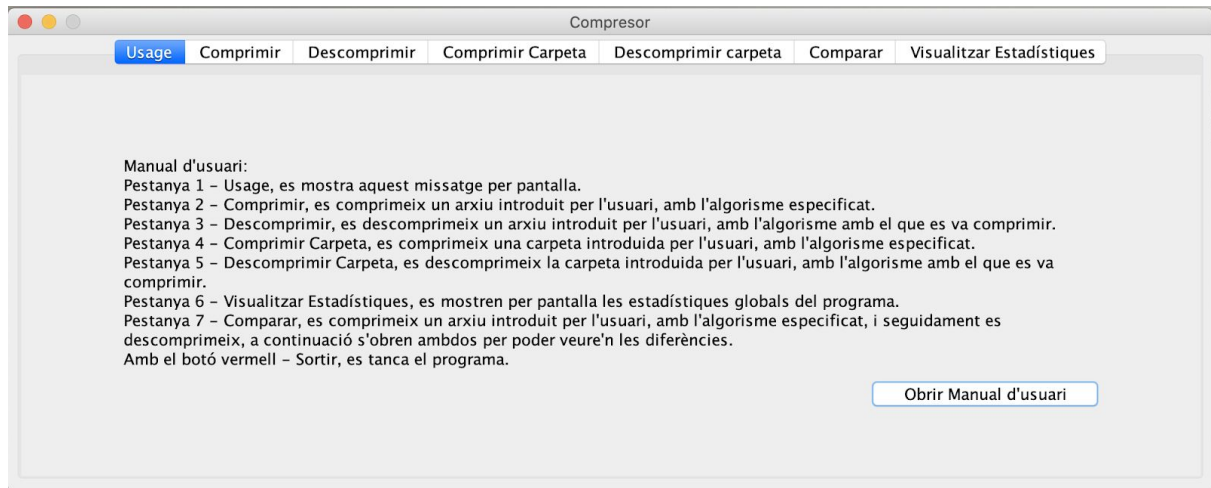 Compresor
Usage Comprimir Descomprimir Comprimir Carpeta Descomprimir carpeta Comparar Visualitzar Estadístiques
Manual d'usuari:
Pestanya 1 – Usage, es mostra aquest missatge per pantalla.
Pestanya 2 – Comprimir, es comprimeix un arxiu introduit per l'usuari, amb l'algorisme especificat.
Pestanya 3 – Descomprimir, es descomprimeix un arxiu introduit per l'usuari, amb l'algorisme amb el que es va comprimir.
Pestanya 4 – Comprimir Carpeta, es comprimeix una carpeta introduida per l'usuari, amb l'algorisme especificat.
Pestanya 5 – Descomprimir Carpeta, es descomprimeix la carpeta introduida per l'usuari, amb l'algorisme amb el que es va
comprimir.
Pestanya 6 – Visualitzar Estadístiques, es mostren per pantalla les estadístiques globals del programa.
Pestanya 7 – Comparar, es comprimeix un arxiu introduit per l'usuari, amb l'algorisme especificat, i seguidament es
descomprimeix, a continuació s'obren ambdos per poder veure'n les diferències.
Amb el botó vermell – Sortir, es tanca el programa.
Obrir Manual d'usuari